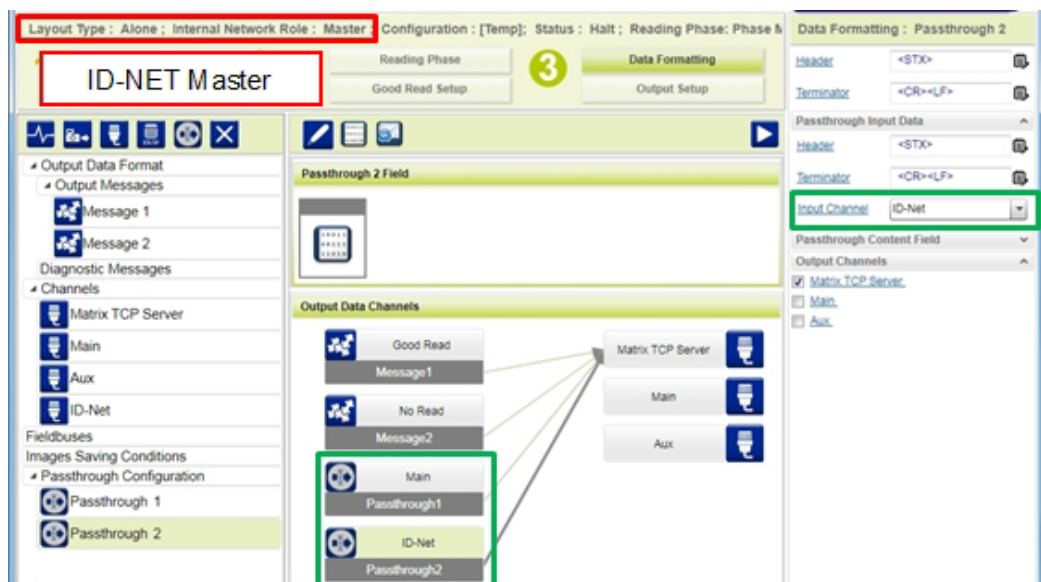 Layout Type : Alone ; Internal Network Role : Master ; Configuration : [Temp]; Status : Halt ; Reading Phase: Phase M
ID-NET Master
Reading Phase
Good Read Setup
3
Data Formatting
Output Setup
Output Data Format
Output Messages
Message 1
Message 2
Diagnostic Messages
Channels
Matrix TCP Server
Main
Aux
ID-Net
Fieldbuses
Images Saving Conditions
Passthrough Configuration
Passthrough 1
Passthrough 2
Passthrough 2 Field
Output Data Channels
Good Read
Message1
No Read
Message2
Main
Passthrough1
ID-Net
Passthrough2
Matrix TCP Server
Main
Aux
Data Formatting : Passthrough 2
Header <STX>
Terminator <CR><LF>
Passthrough Input Data
Header <STX>
Terminator <CR><LF>
Input Channel ID-Net
Passthrough Content Field
Output Channels
Matrix TCP Server
Main
Aux